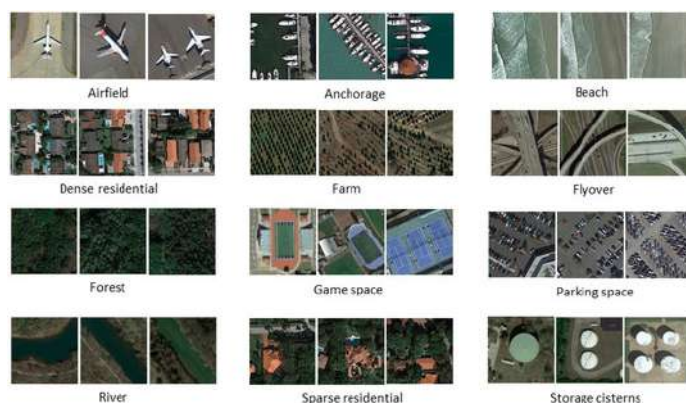 Airfield
Anchorage
Beach
Dense residential
Farm
Flyover
Forest
Game space
Parking space
River
Sparse residential
Storage cisterns